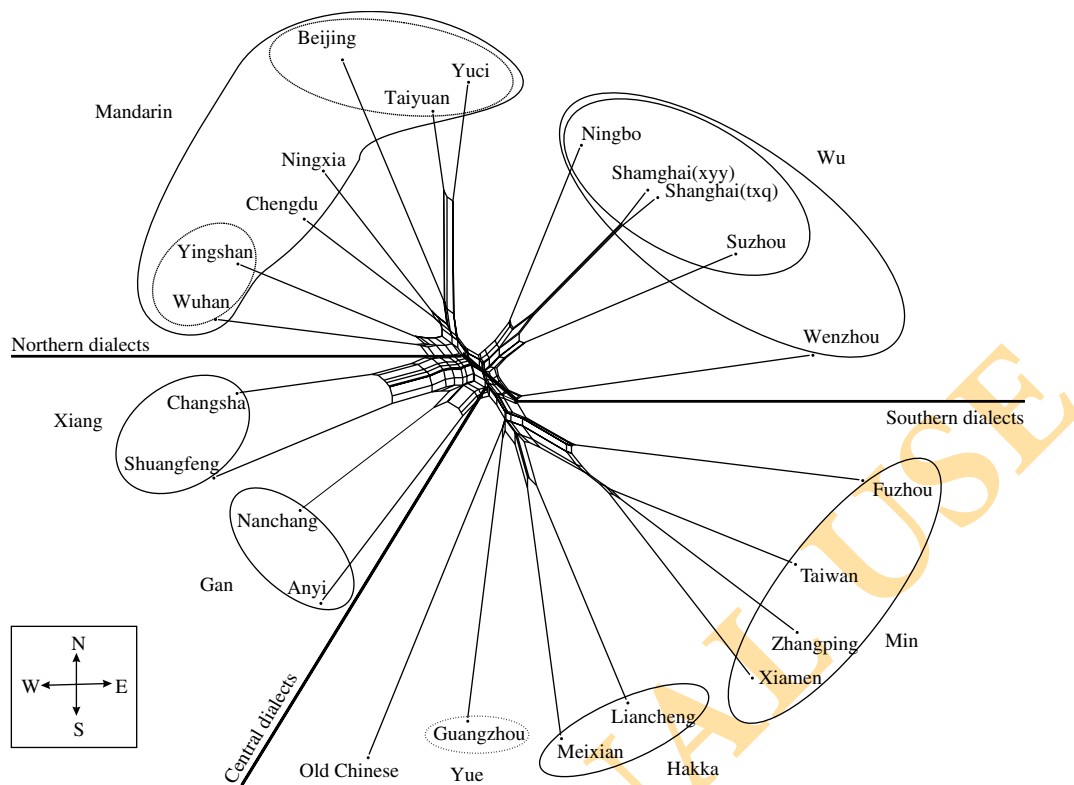 Beijing
Yuci
Taiyuan
Mandarin
Ningbo
Wu
Ningxia
Shamghai(xyy)
Shanghai(txq)
Chengdu
Suzhou
Yingshan
Wuhan
Wenzhou
Northern dialects
Changsha
Xiang
Southern dialects
Shuangfeng
Fuzhou
Nanchang
Taiwan
Gan
Anyi
Zhangping
Min
N
W E
S
Xiamen
Central dialects
Liancheng
Guangzhou
Meixian
Old Chinese
Yue
Hakka
NAL USE